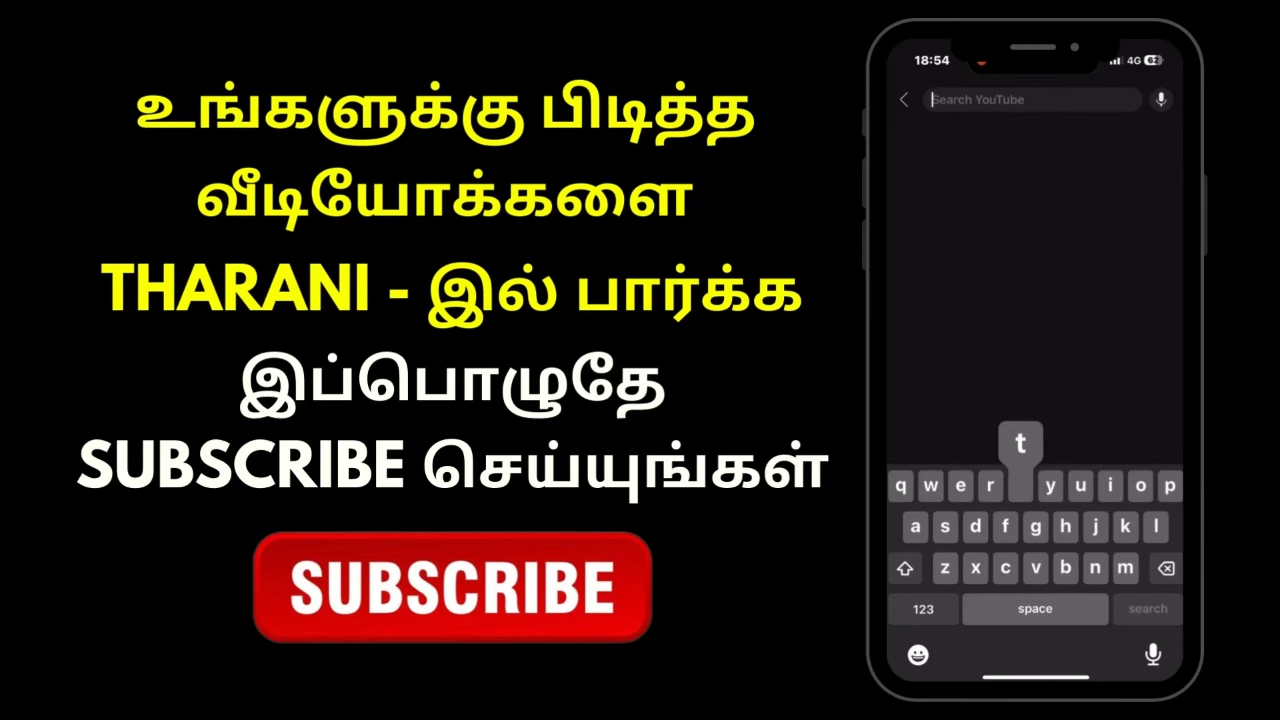 உங்களுக்கு பிடித்த
வீடியோக்களை
THARANI - இல் பார்க்க
இப்பொழுதே
SUBSCRIBE செய்யுங்கள்
SUBSCRIBE
18:54 4G
Search YouTube
t
q w e r y u i o p
a s d f g h j k l
z x c v b n m
123 space search